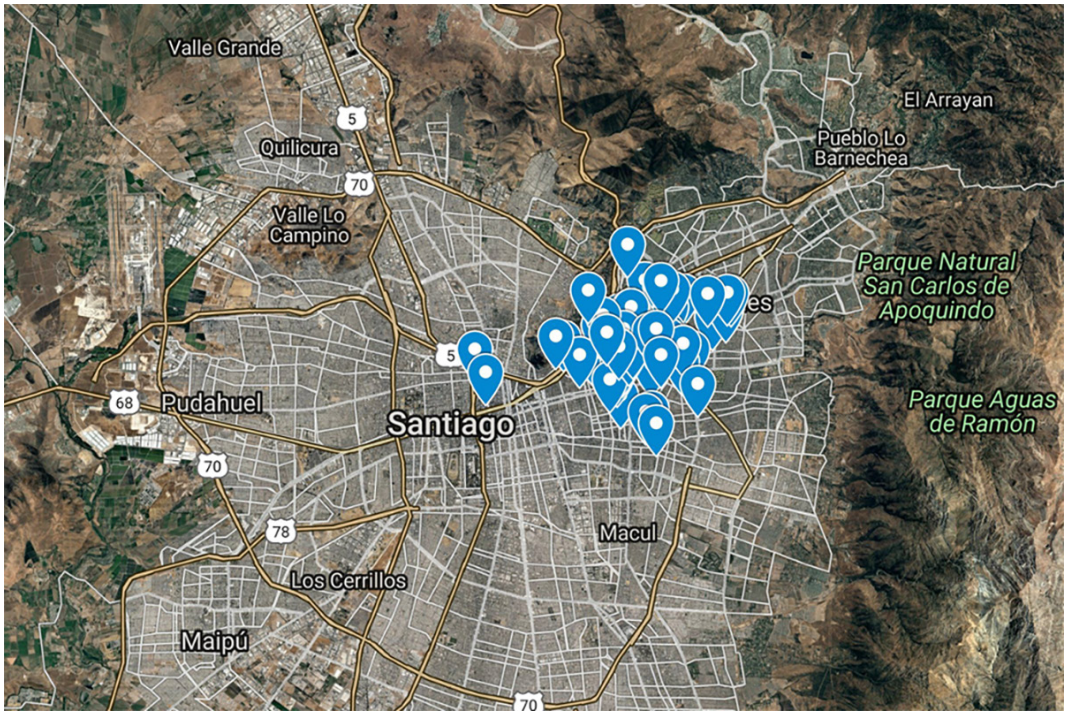 Valle Grande
El Arrayan
5
Quilicura
Pueblo Lo
Barnechea
70
Valle Lo
Campino
Parque Natural
San Carlos de
Apoquindo
es
5
68
Pudahuel
Parque Aguas
de Ramón
Santiago
70
78
Macul
Los Cerrillos
Maipú
70